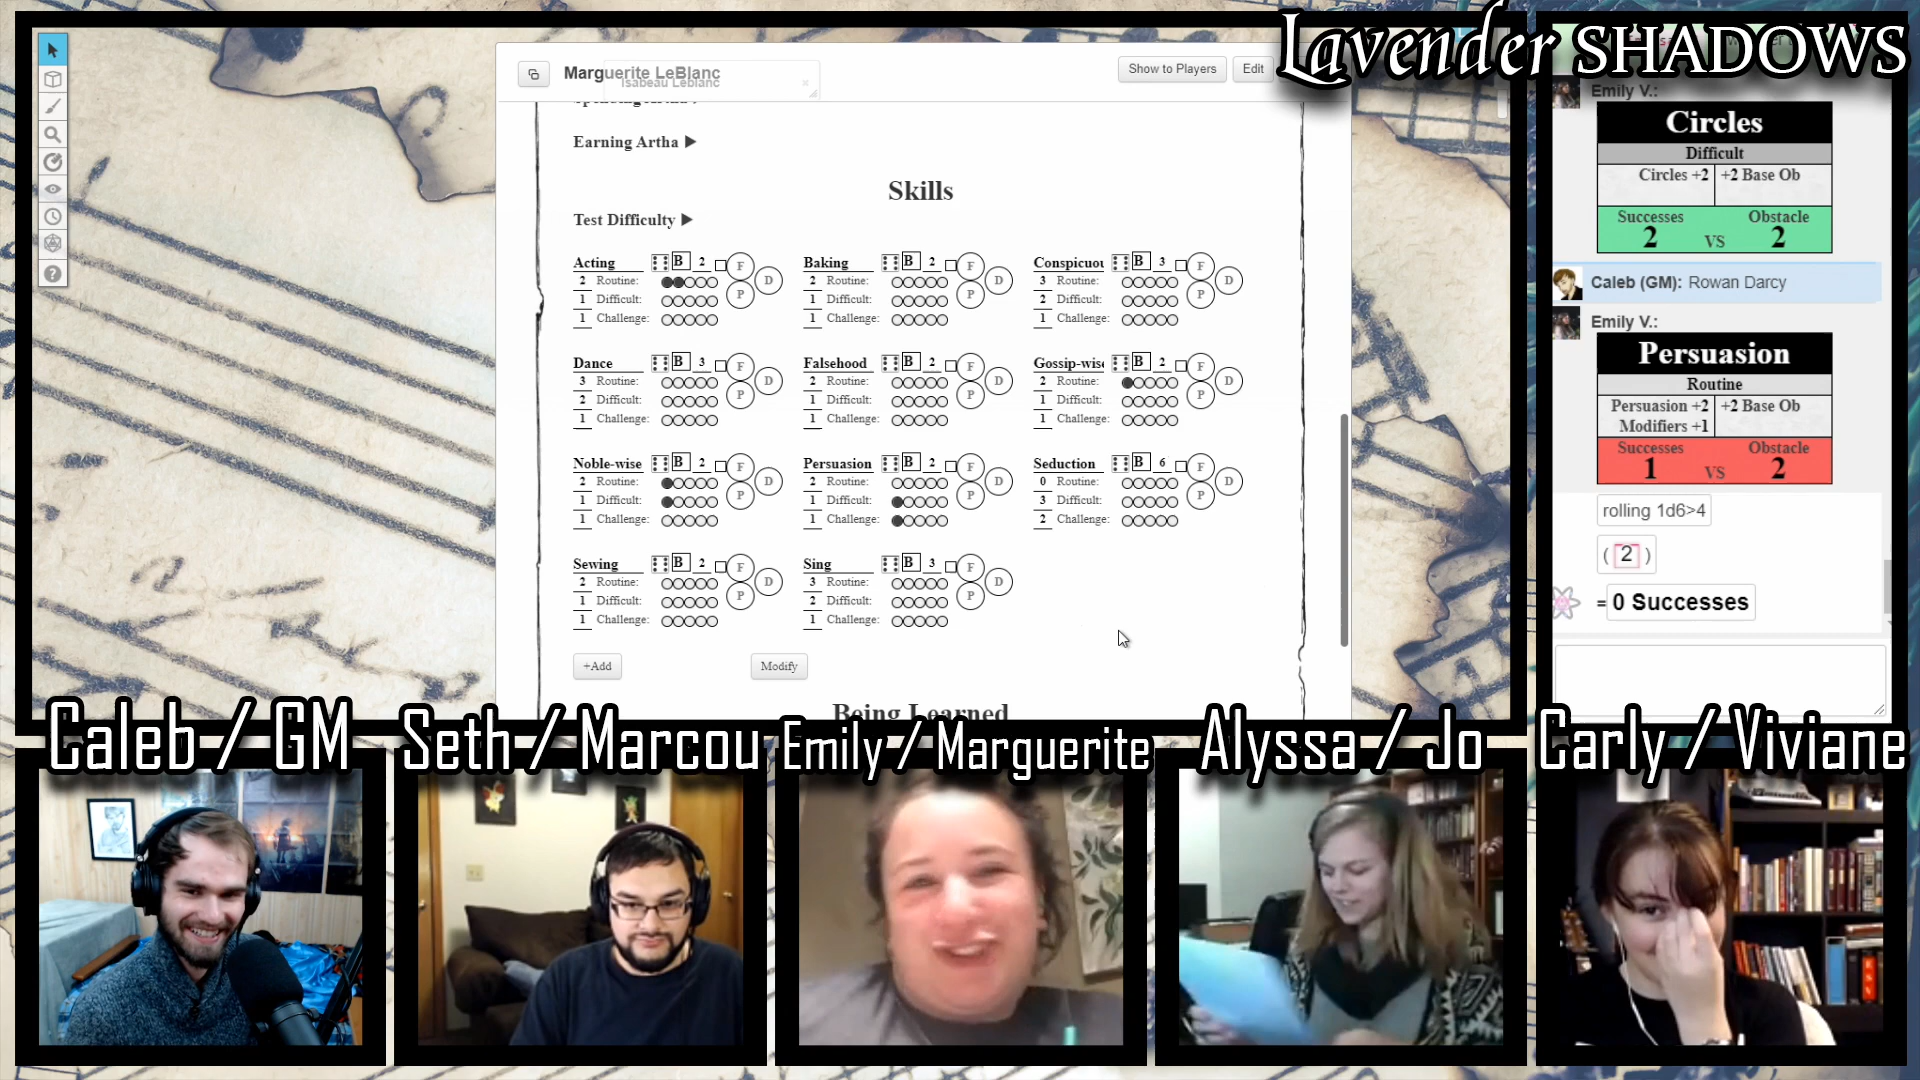 Lavender SHADOWS
Marguerite LeBlanc
Isabeau Leblanc
Show to Players
Edit
Earning Artha ▶
Skills
Test Difficulty ▶
Acting B 2 F D P
2 Routine:
1 Difficult:
1 Challenge:
Baking B 2 F D P
2 Routine:
1 Difficult:
1 Challenge:
Conspicuou B 3 F D P
3 Routine:
2 Difficult:
1 Challenge:
Dance B 3 F D P
3 Routine:
2 Difficult:
1 Challenge:
Falsehood B 2 F D P
2 Routine:
1 Difficult:
1 Challenge:
Gossip-wise B 2 F D P
2 Routine:
1 Difficult:
1 Challenge:
Noble-wise B 2 F D P
2 Routine:
1 Difficult:
1 Challenge:
Persuasion B 2 F D P
2 Routine:
1 Difficult:
1 Challenge:
Seduction B 6 F D P
0 Routine:
3 Difficult:
2 Challenge:
Sewing B 2 F D P
2 Routine:
1 Difficult:
1 Challenge:
Sing B 3 F D P
3 Routine:
2 Difficult:
1 Challenge:
+Add
Modify
Being Learned
Emily V.:
Circles
Difficult
Circles +2 +2 Base Ob
Successes Obstacle
2 VS 2
Caleb (GM): Rowan Darcy
Emily V.:
Persuasion
Routine
Persuasion +2 +2 Base Ob
Modifiers +1
Successes Obstacle
1 VS 2
rolling 1d6>4
( 2 )
=0 Successes
Caleb / GM
Seth / Marcou
Emily / Marguerite
Alyssa / Jo
Carly / Viviane